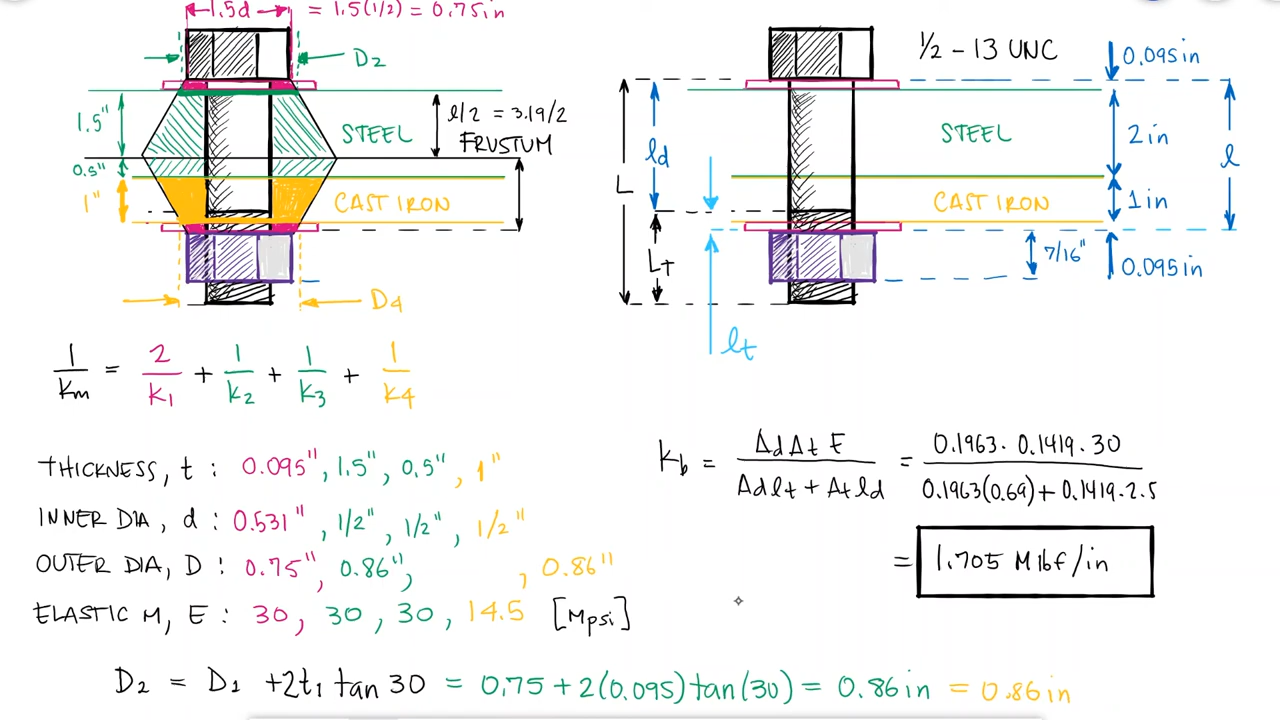 1.5d = 1.5(1/2) = 0.75in
D2
1.5"
0.5"
1"
STEEL
CAST IRON
l/2 = 3.19/2
FRUSTUM
D4
1/2 - 13 UNC
0.095in
STEEL
2in
l
CAST IRON
1in
7/16"
0.095in
ld
L
Lt
lt
1/Km = 2/K1 + 1/K2 + 1/K3 + 1/K4
THICKNESS, t : 0.095", 1.5", 0.5", 1"
INNER DIA, d : 0.531", 1/2", 1/2", 1/2"
OUTER DIA, D : 0.75", 0.86", , 0.86"
ELASTIC M, E : 30, 30, 30, 14.5 [Mpsi]
Kb = AdAtE / Adlt + Atld = 0.1963 · 0.1419 · 30 / 0.1963(0.69) + 0.1419 · 2.5
= 1.705 Mlbf/in
D2 = D1 + 2t1 tan 30 = 0.75 + 2(0.095)tan(30) = 0.86in = 0.86in